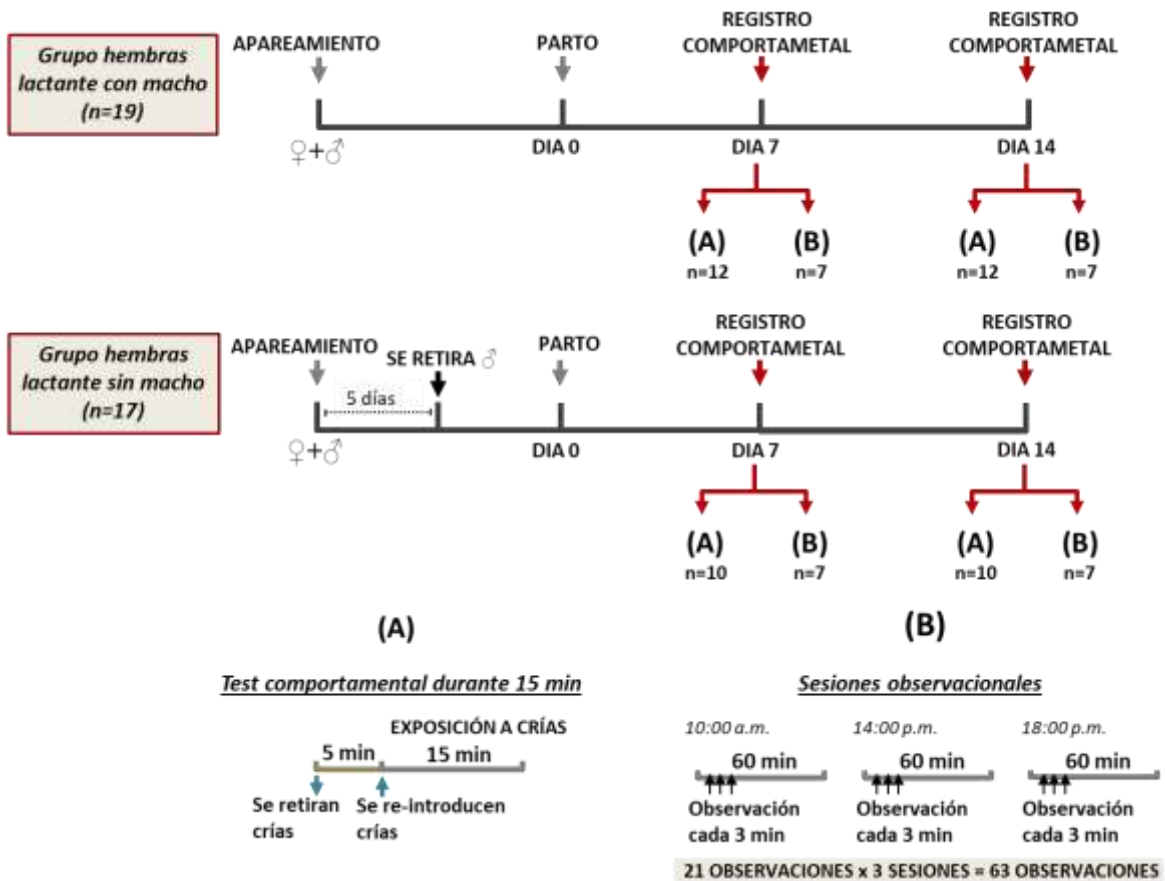 Grupo hembras
lactante con macho
(n=19)
APAREAMIENTO
PARTO
REGISTRO
COMPORTAMETAL
REGISTRO
COMPORTAMETAL
♀+♂
DIA 0
DIA 7
DIA 14
(A)
n=12
(B)
n=7
(A)
n=12
(B)
n=7
Grupo hembras
lactante sin macho
(n=17)
APAREAMIENTO
SE RETIRA ♂
PARTO
REGISTRO
COMPORTAMETAL
REGISTRO
COMPORTAMETAL
5 días
♀+♂
DIA 0
DIA 7
DIA 14
(A)
n=10
(B)
n=7
(A)
n=10
(B)
n=7
(A)
Test comportamental durante 15 min
EXPOSICIÓN A CRÍAS
5 min
15 min
Se retiran
crías
Se re-introducen
crías
(B)
Sesiones observacionales
10:00 a.m.
14:00 p.m.
18:00 p.m.
60 min
60 min
60 min
Observación
cada 3 min
Observación
cada 3 min
Observación
cada 3 min
21 OBSERVACIONES x 3 SESIONES = 63 OBSERVACIONES